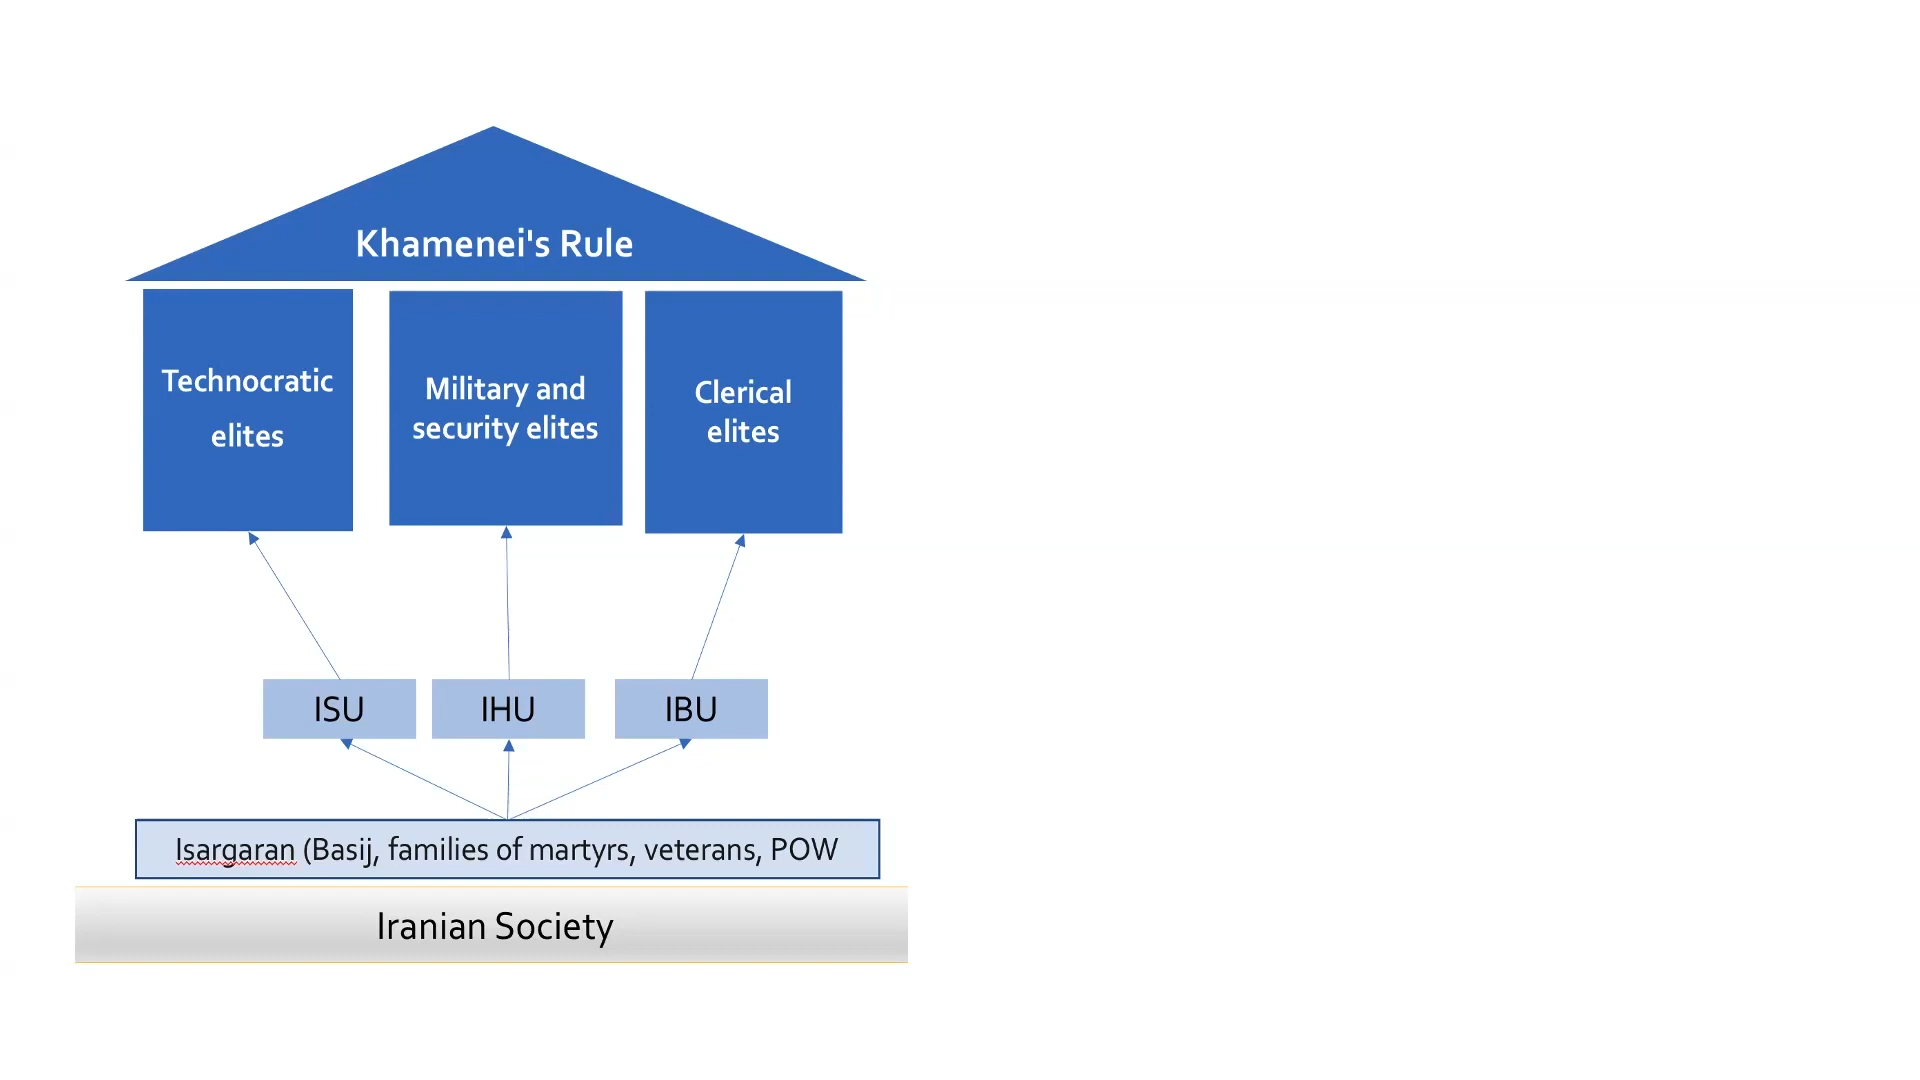 Khamenei's Rule
Technocratic
elites
Military and
security elites
Clerical
elites
ISU
IHU
IBU
Isargaran (Basij, families of martyrs, veterans, POW
Iranian Society